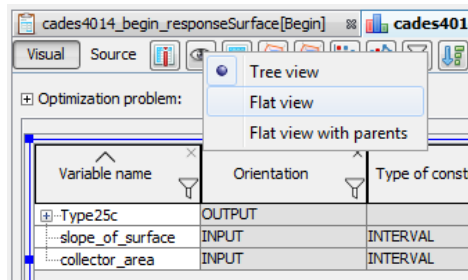 cades4014_begin_responseSurface[Begin] cades401
Visual Source
Tree view
Flat view
Flat view with parents
Optimization problem:
Variable name Orientation Type of const
Type25c OUTPUT
slope_of_surface INPUT INTERVAL
collector_area INPUT INTERVAL